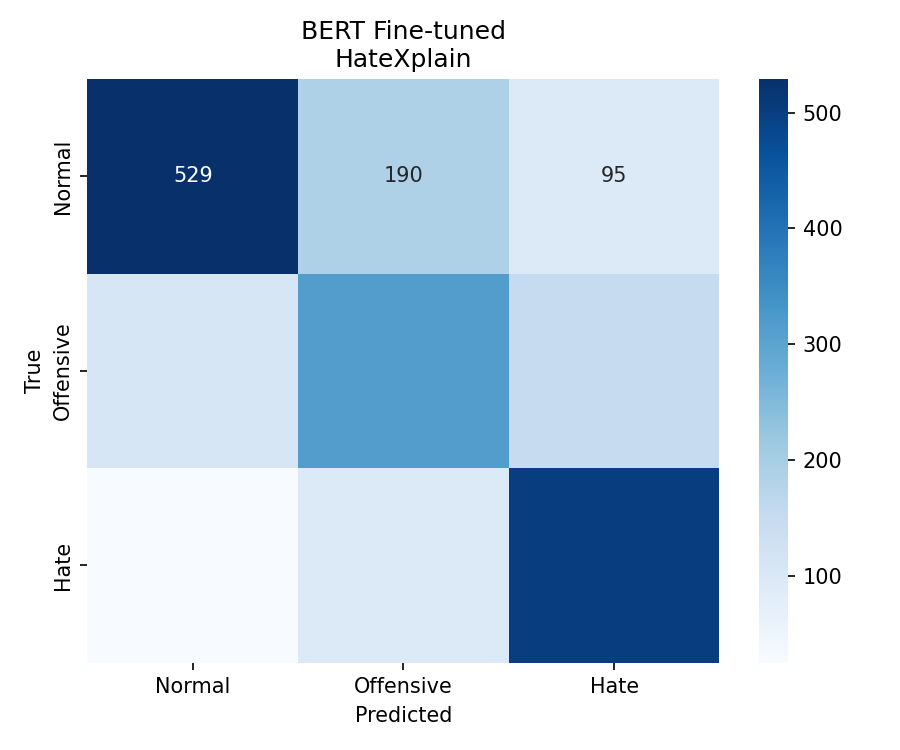 BERT Fine-tuned
HateXplain
Normal
529
190
95
500
400
300
200
100
True
Offensive
Hate
Normal
Offensive
Hate
Predicted